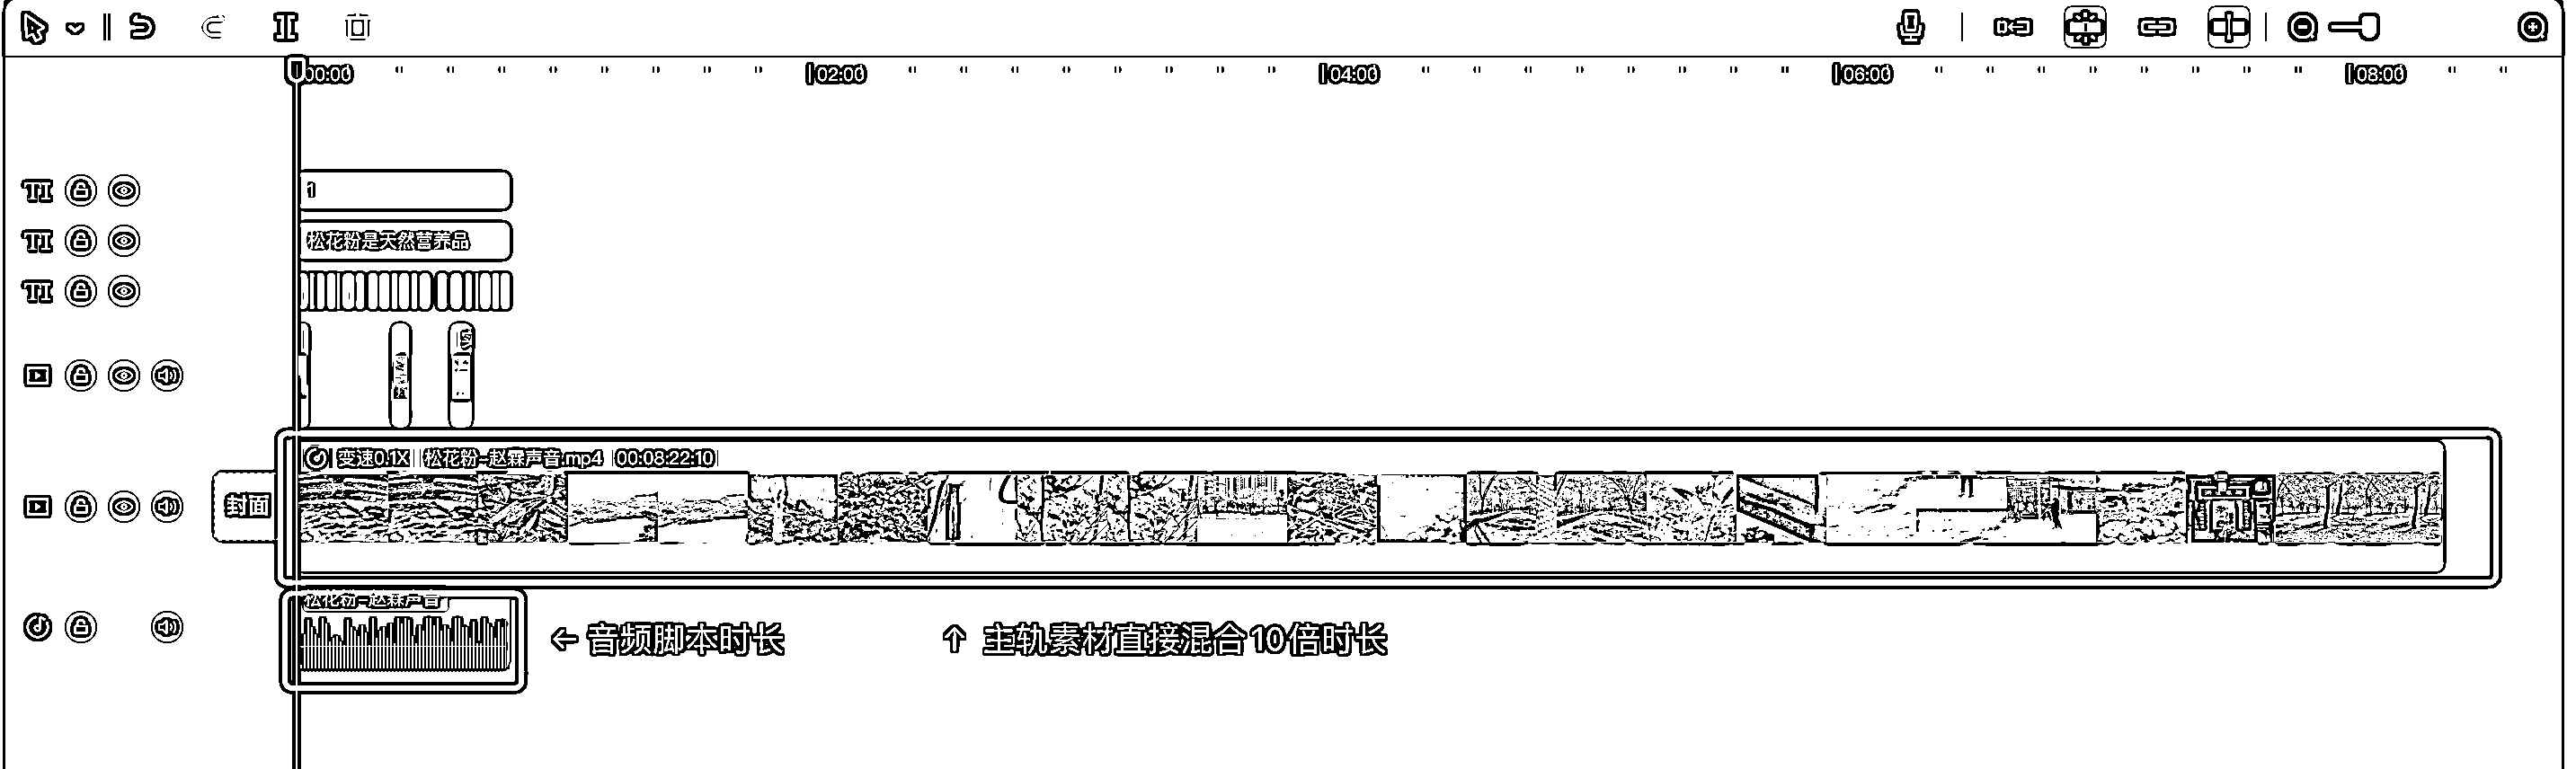 00:00 02:00 04:00 06:00 08:00
1
松花粉是天然营养品
变速0.1X 松花粉-赵霖声音.mp4 00:08:22:10
封面
松花粉-赵霖声音
← 音频脚本时长
↑ 主轨素材直接混合10倍时长